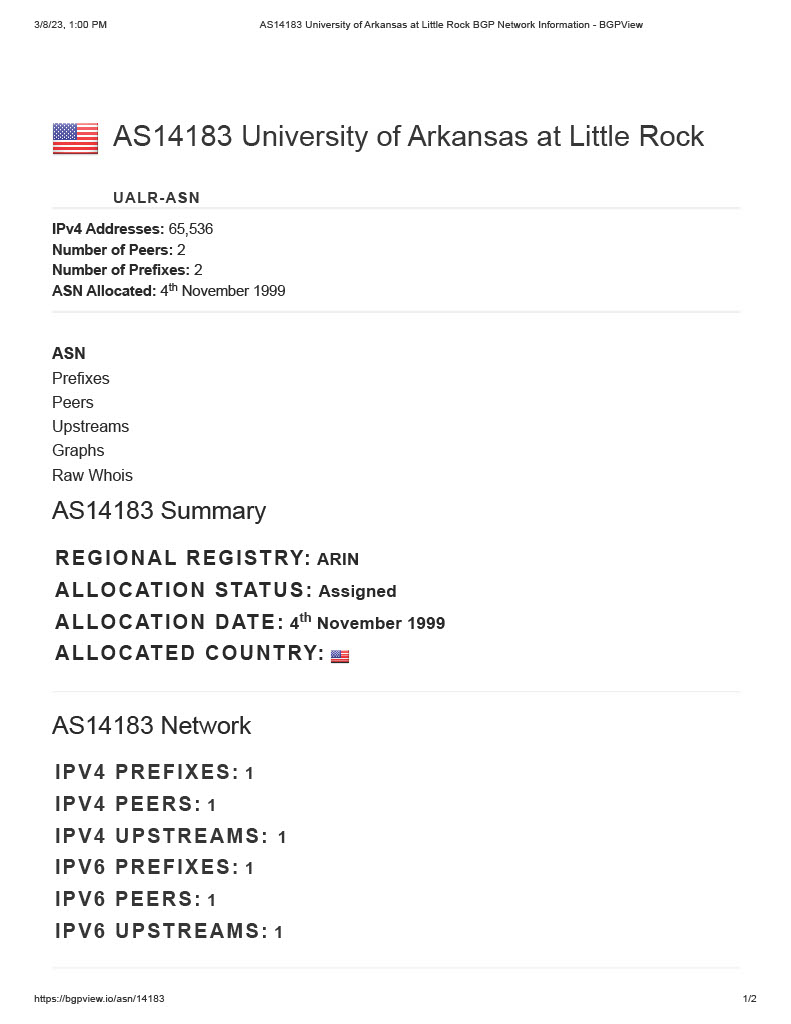 3/8/23, 1:00 PM AS14183 University of Arkansas at Little Rock BGP Network Information - BGPView
AS14183 University of Arkansas at Little Rock
UALR-ASN
IPv4 Addresses: 65,536
Number of Peers: 2
Number of Prefixes: 2
ASN Allocated: 4th November 1999
ASN
Prefixes
Peers
Upstreams
Graphs
Raw Whois
AS14183 Summary
REGIONAL REGISTRY: ARIN
ALLOCATION STATUS: Assigned
ALLOCATION DATE: 4th November 1999
ALLOCATED COUNTRY:
AS14183 Network
IPV4 PREFIXES: 1
IPV4 PEERS: 1
IPV4 UPSTREAMS: 1
IPV6 PREFIXES: 1
IPV6 PEERS: 1
IPV6 UPSTREAMS: 1
https://bgpview.io/asn/14183 1/2